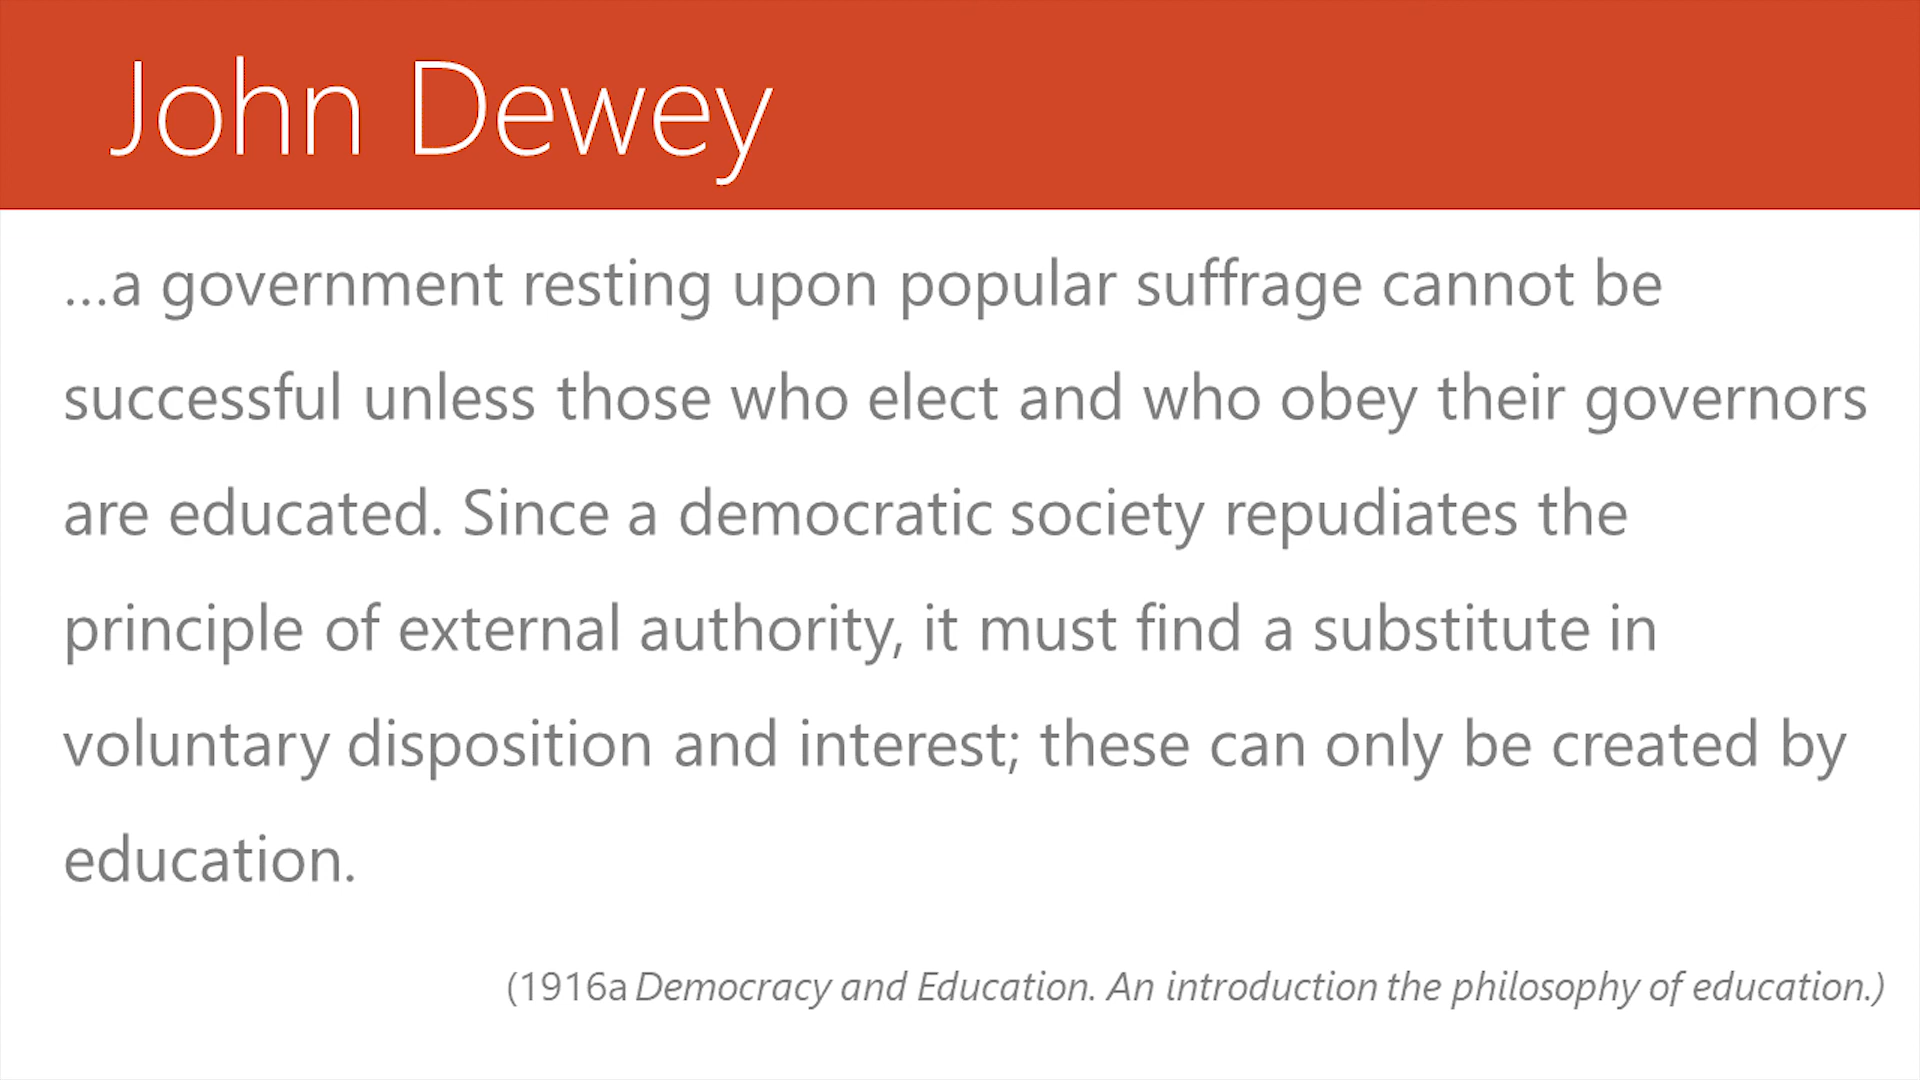 John Dewey
...a government resting upon popular suffrage cannot be
successful unless those who elect and who obey their governors
are educated. Since a democratic society repudiates the
principle of external authority, it must find a substitute in
voluntary disposition and interest; these can only be created by
education.
(1916a Democracy and Education. An introduction the philosophy of education.)